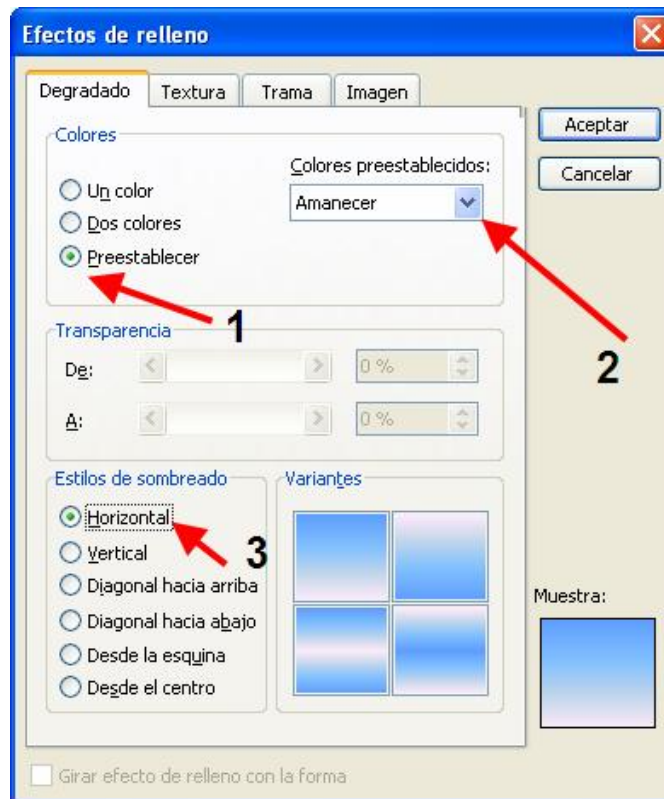 Efectos de relleno
Degradado Textura Trama Imagen
Aceptar
Cancelar
Colores
Colores preestablecidos:
Un color
Dos colores
Preestablecer
Amanecer
1
2
Transparencia
De: 0 %
A: 0 %
Estilos de sombreado
Horizontal
Vertical
Diagonal hacia arriba
Diagonal hacia abajo
Desde la esquina
Desde el centro
3
Variantes
Muestra:
Girar efecto de relleno con la forma